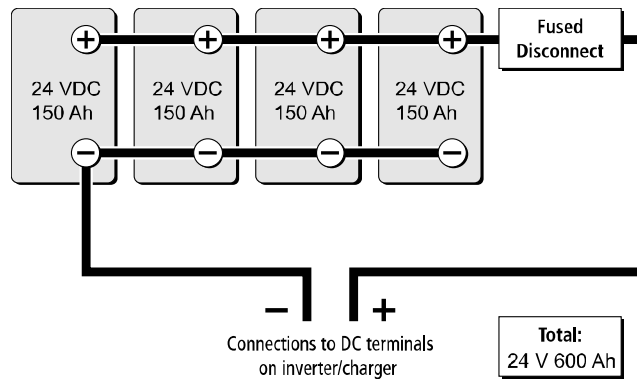 Fused
Disconnect
+ + + +
24 VDC 24 VDC 24 VDC 24 VDC
150 Ah 150 Ah 150 Ah 150 Ah
− − − −
− +
Connections to DC terminals
on inverter/charger
Total:
24 V 600 Ah